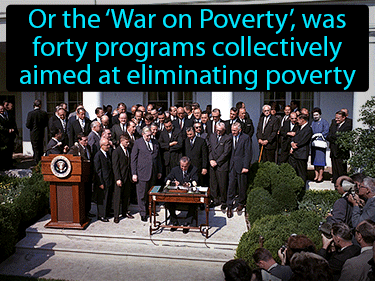 Or the ‘War on Poverty’, was
forty programs collectively
aimed at eliminating poverty